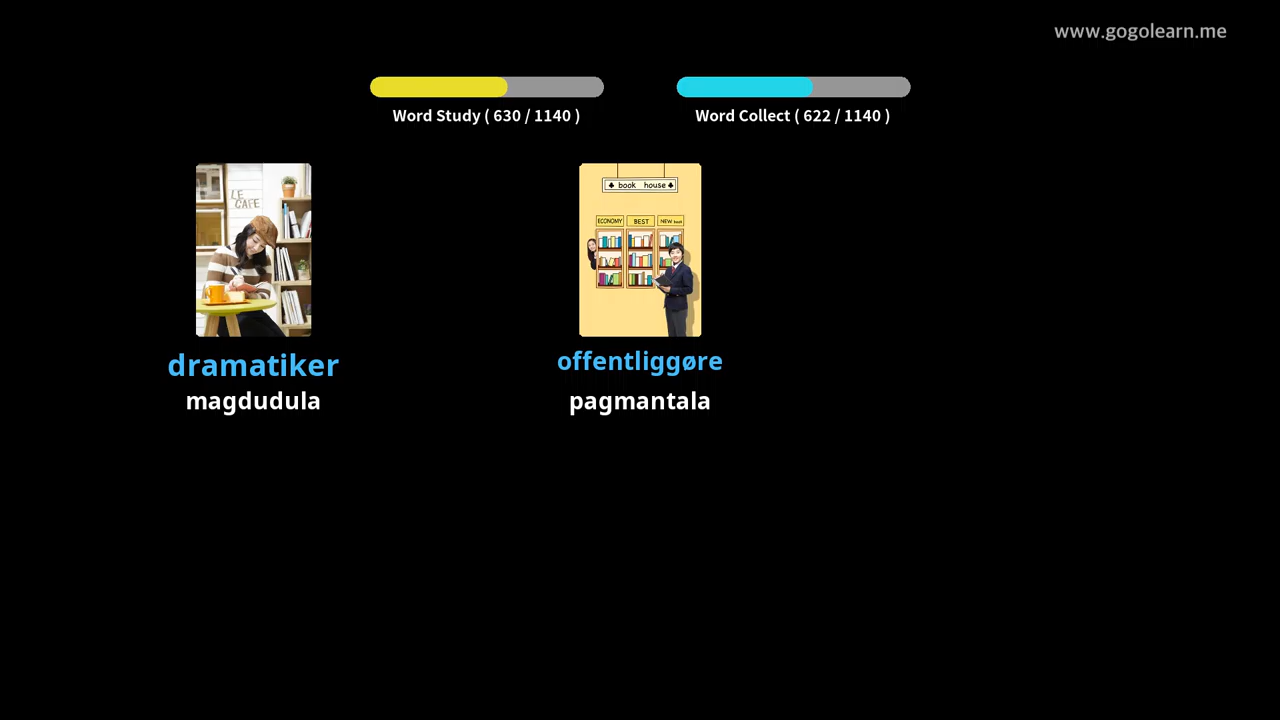 www.gogolearn.me
Word Study ( 630 / 1140 )
Word Collect ( 622 / 1140 )
LE
CAFE
♣ book house ♣
ECONOMY
BEST
NEW book
dramatiker
offentliggøre
magdudula
pagmantala